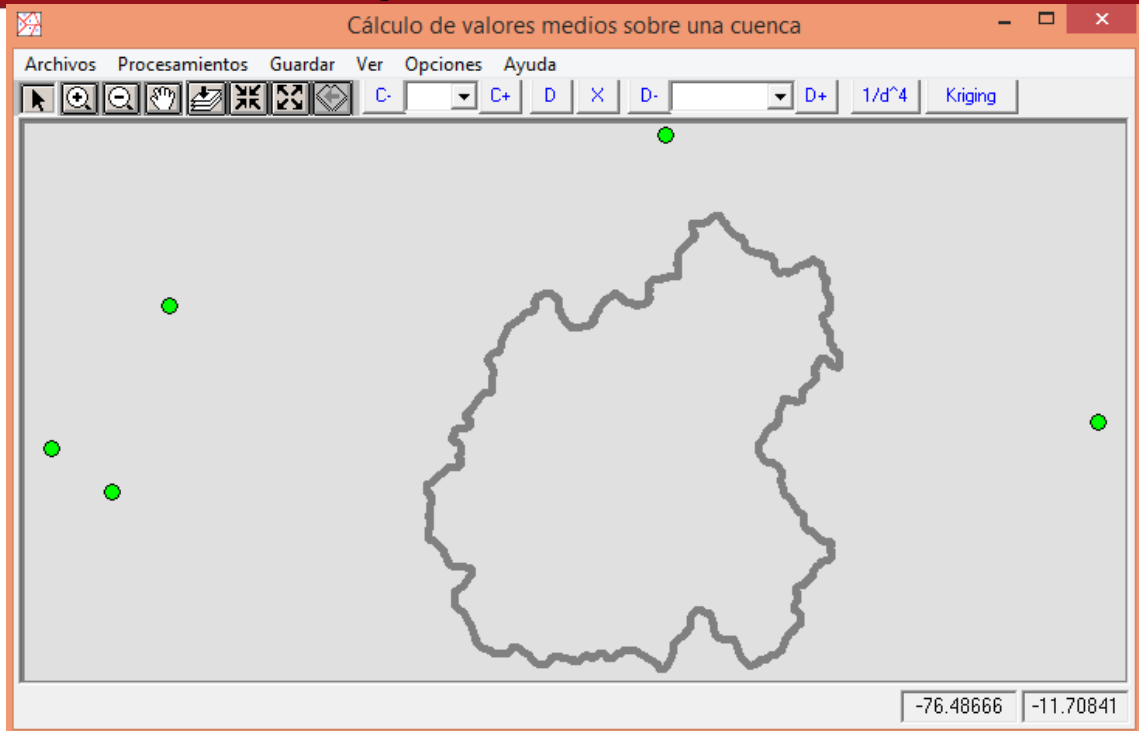 Cálculo de valores medios sobre una cuenca
Archivos Procesamientos Guardar Ver Opciones Ayuda
C- C+ D X D- D+ 1/d^4 Kriging
-76.48666 -11.70841